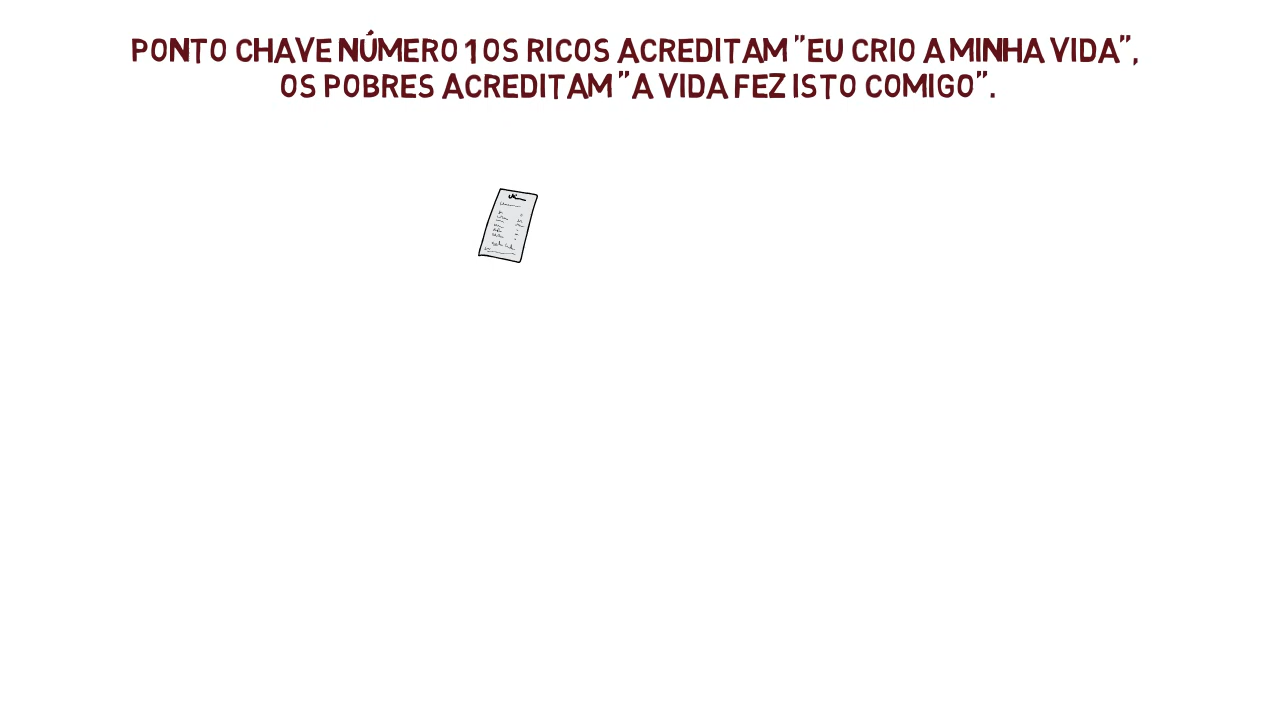 PONTO CHAVE NÚMERO 1 OS RICOS ACREDITAM "EU CRIO A MINHA VIDA",
OS POBRES ACREDITAM "A VIDA FEZ ISTO COMIGO".